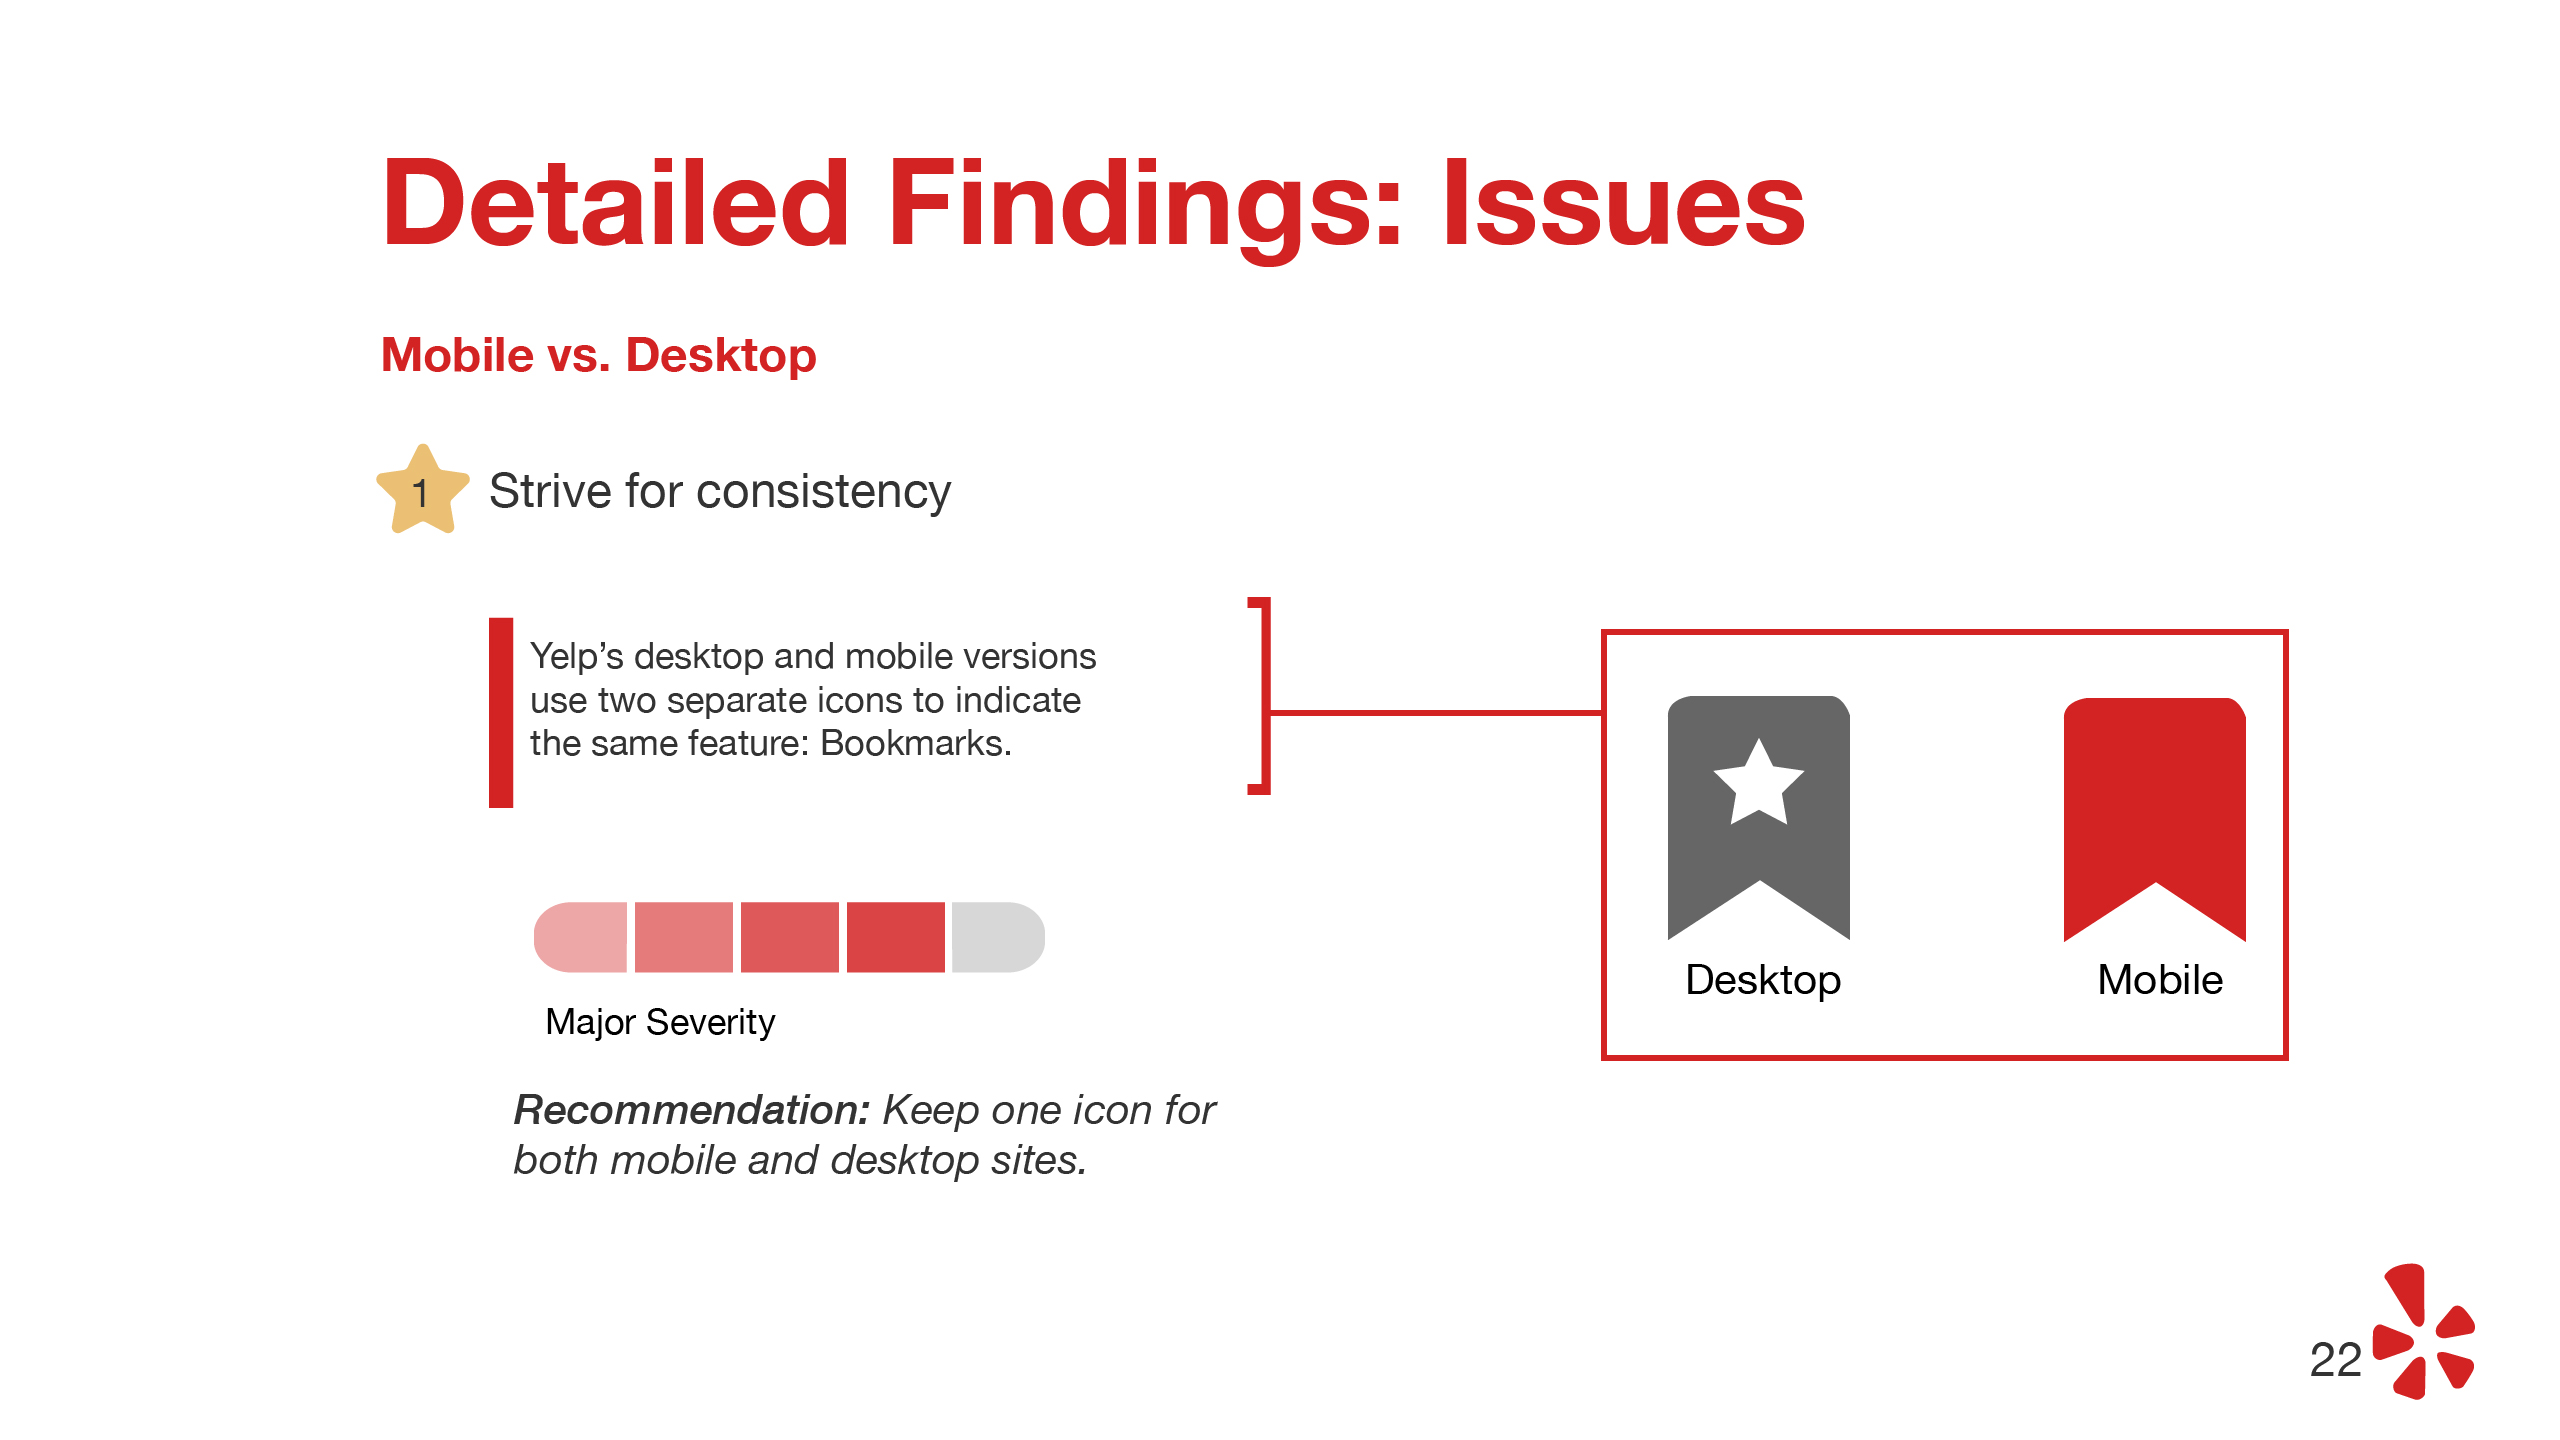 Detailed Findings: Issues
Mobile vs. Desktop
1 Strive for consistency
Yelp’s desktop and mobile versions
use two separate icons to indicate
the same feature: Bookmarks.
Desktop
Mobile
Major Severity
Recommendation: Keep one icon for
both mobile and desktop sites.
22